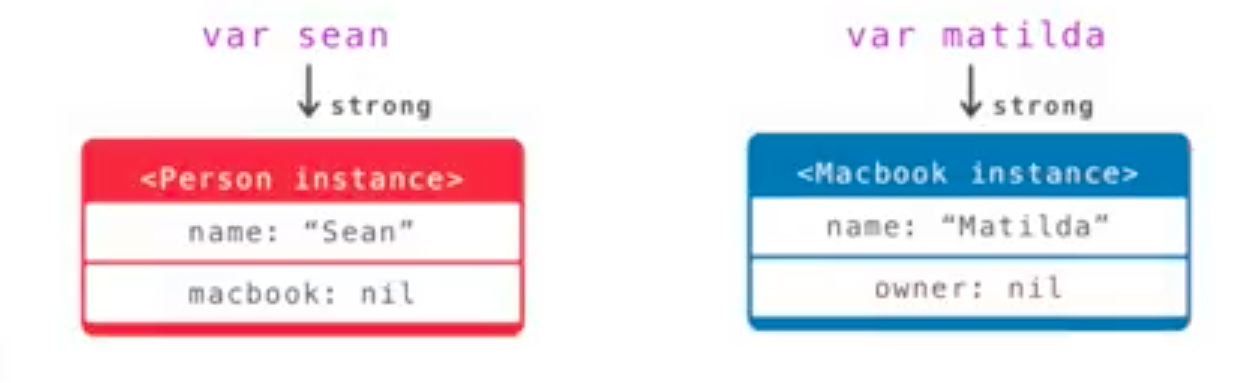 var sean
strong
<Person instance>
name: “Sean”
macbook: nil
var matilda
strong
<Macbook instance>
name: “Matilda”
owner: nil